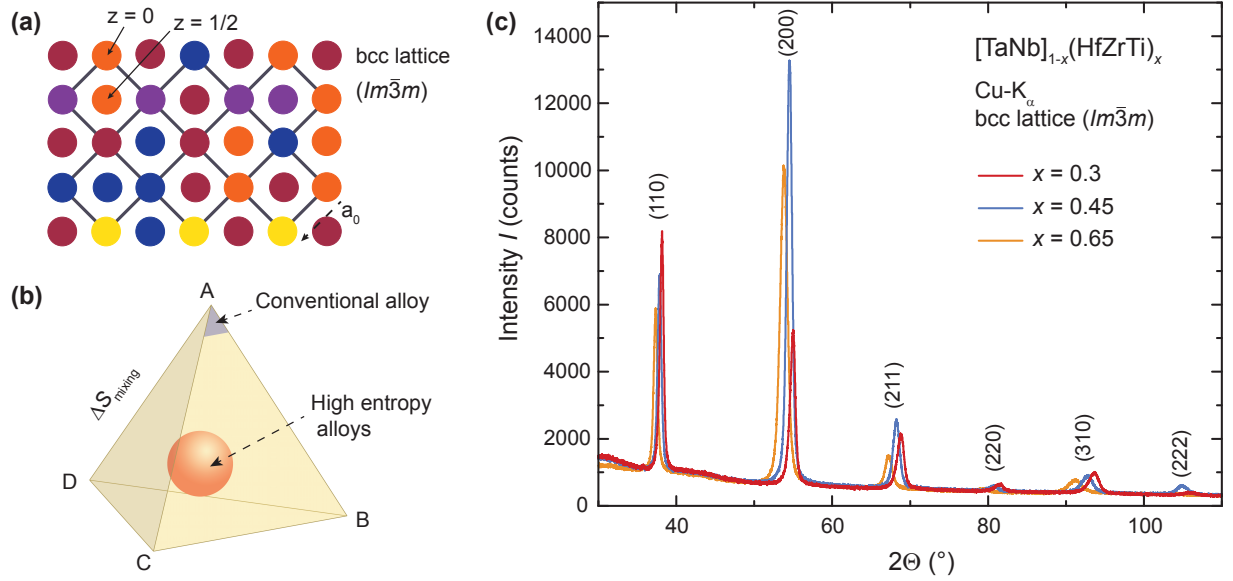 (a)
z = 0
z = 1/2
bcc lattice
(Im3̄m)
a₀
(b)
A
Conventional alloy
ΔSₘᵢₓᵢₙg
High entropy
alloys
D
B
C
(c)
[TaNb]₁₋ₓ(HfZrTi)ₓ
Cu-Kα
bcc lattice (Im3̄m)
x = 0.3
x = 0.45
x = 0.65
(110)
(200)
(211)
(220)
(310)
(222)
Intensity I (counts)
14000
12000
10000
8000
6000
4000
2000
0
40
60
80
100
2Θ (°)